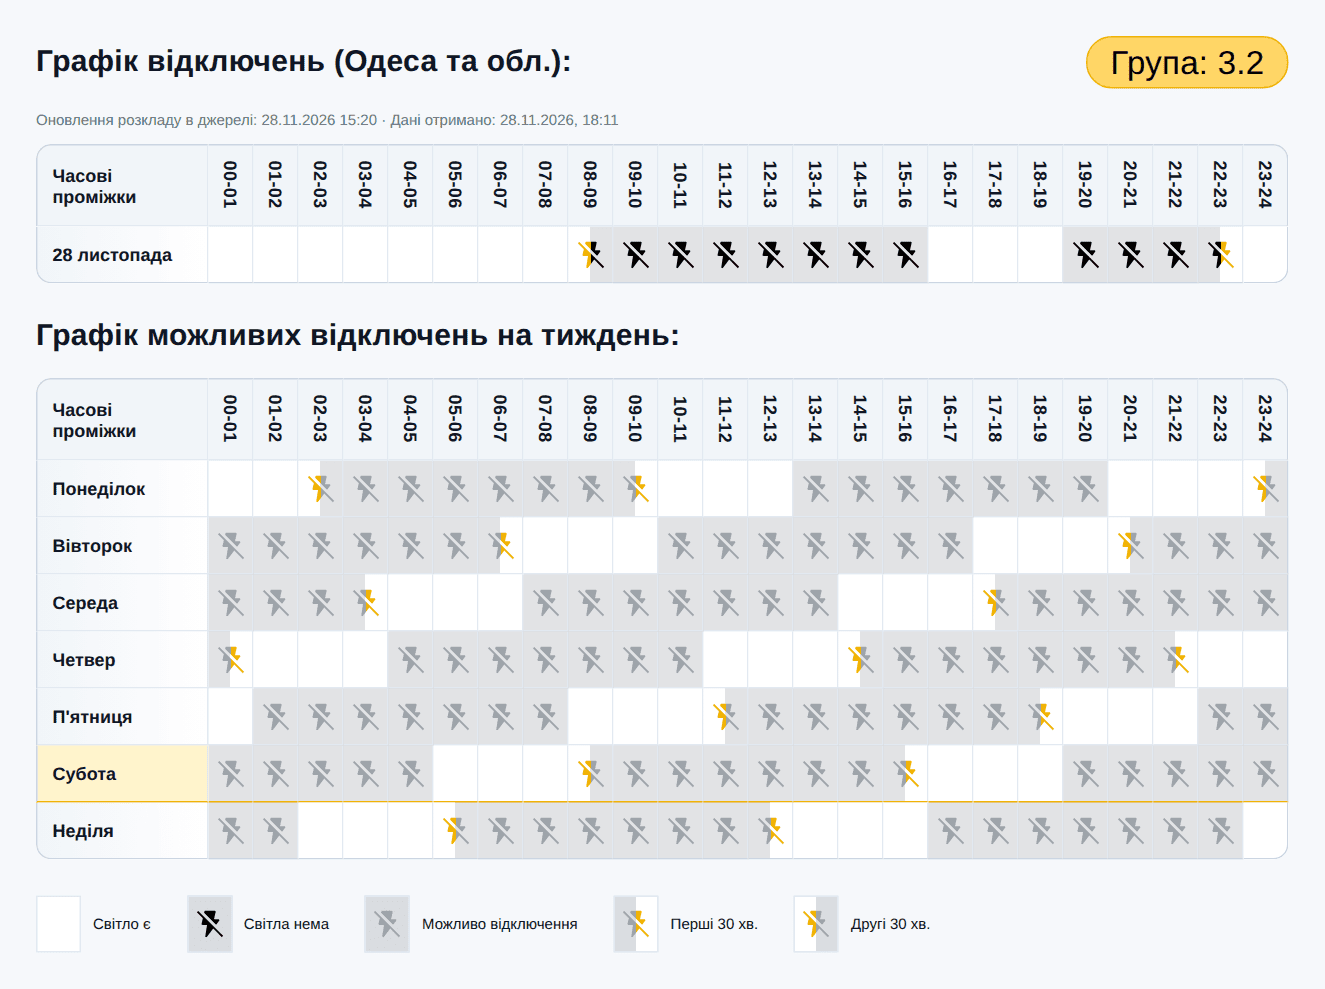 Графік відключень (Одеса та обл.):
Група: 3.2
Оновлення розкладу в джерелі: 28.11.2026 15:20 · Дані отримано: 28.11.2026, 18:11
Часові проміжки 00-01 01-02 02-03 03-04 04-05 05-06 06-07 07-08 08-09 09-10 10-11 11-12 12-13 13-14 14-15 15-16 16-17 17-18 18-19 19-20 20-21 21-22 22-23 23-24
28 листопада
Графік можливих відключень на тиждень:
Часові проміжки 00-01 01-02 02-03 03-04 04-05 05-06 06-07 07-08 08-09 09-10 10-11 11-12 12-13 13-14 14-15 15-16 16-17 17-18 18-19 19-20 20-21 21-22 22-23 23-24
Понеділок
Вівторок
Середа
Четвер
П'ятниця
Субота
Неділя
Світло є Світла нема Можливо відключення Перші 30 хв. Другі 30 хв.